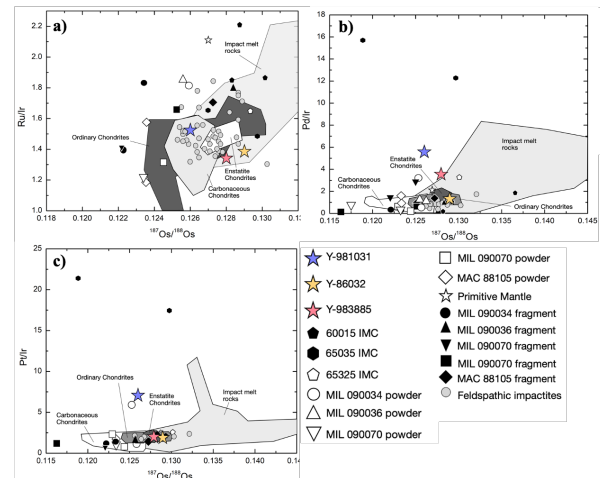 a)
Ru/Ir
2.2
2.0
1.8
1.6
1.4
1.2
1.0
0.118 0.120 0.122 0.124 0.126 0.128 0.130
187Os/188Os
Impact melt
rocks
Ordinary Chondrites
Enstatite
Chondrites
Carbonaceous
Chondrites
b)
Pd/Ir
18
16
14
12
10
8
6
4
2
0
0.115 0.120 0.125 0.130 0.135 0.140 0.145
187Os/188Os
Impact melt
rocks
Enstatite
Chondrites
Carbonaceous
Chondrites
Ordinary Chondrites
c)
Pt/Ir
25
20
15
10
5
0
0.115 0.120 0.125 0.130 0.135 0.140
187Os/188Os
Ordinary Chondrites
Enstatite
Chondrites
Impact melt
rocks
Carbonaceous
Chondrites
Y-981031
Y-86032
Y-983885
60015 IMC
65035 IMC
65325 IMC
MIL 090034 powder
MIL 090036 powder
MIL 090070 powder
MIL 090070 powder
MAC 88105 powder
Primitive Mantle
MIL 090034 fragment
MIL 090036 fragment
MIL 090070 fragment
MIL 090070 fragment
MAC 88105 fragment
Feldspathic impactites